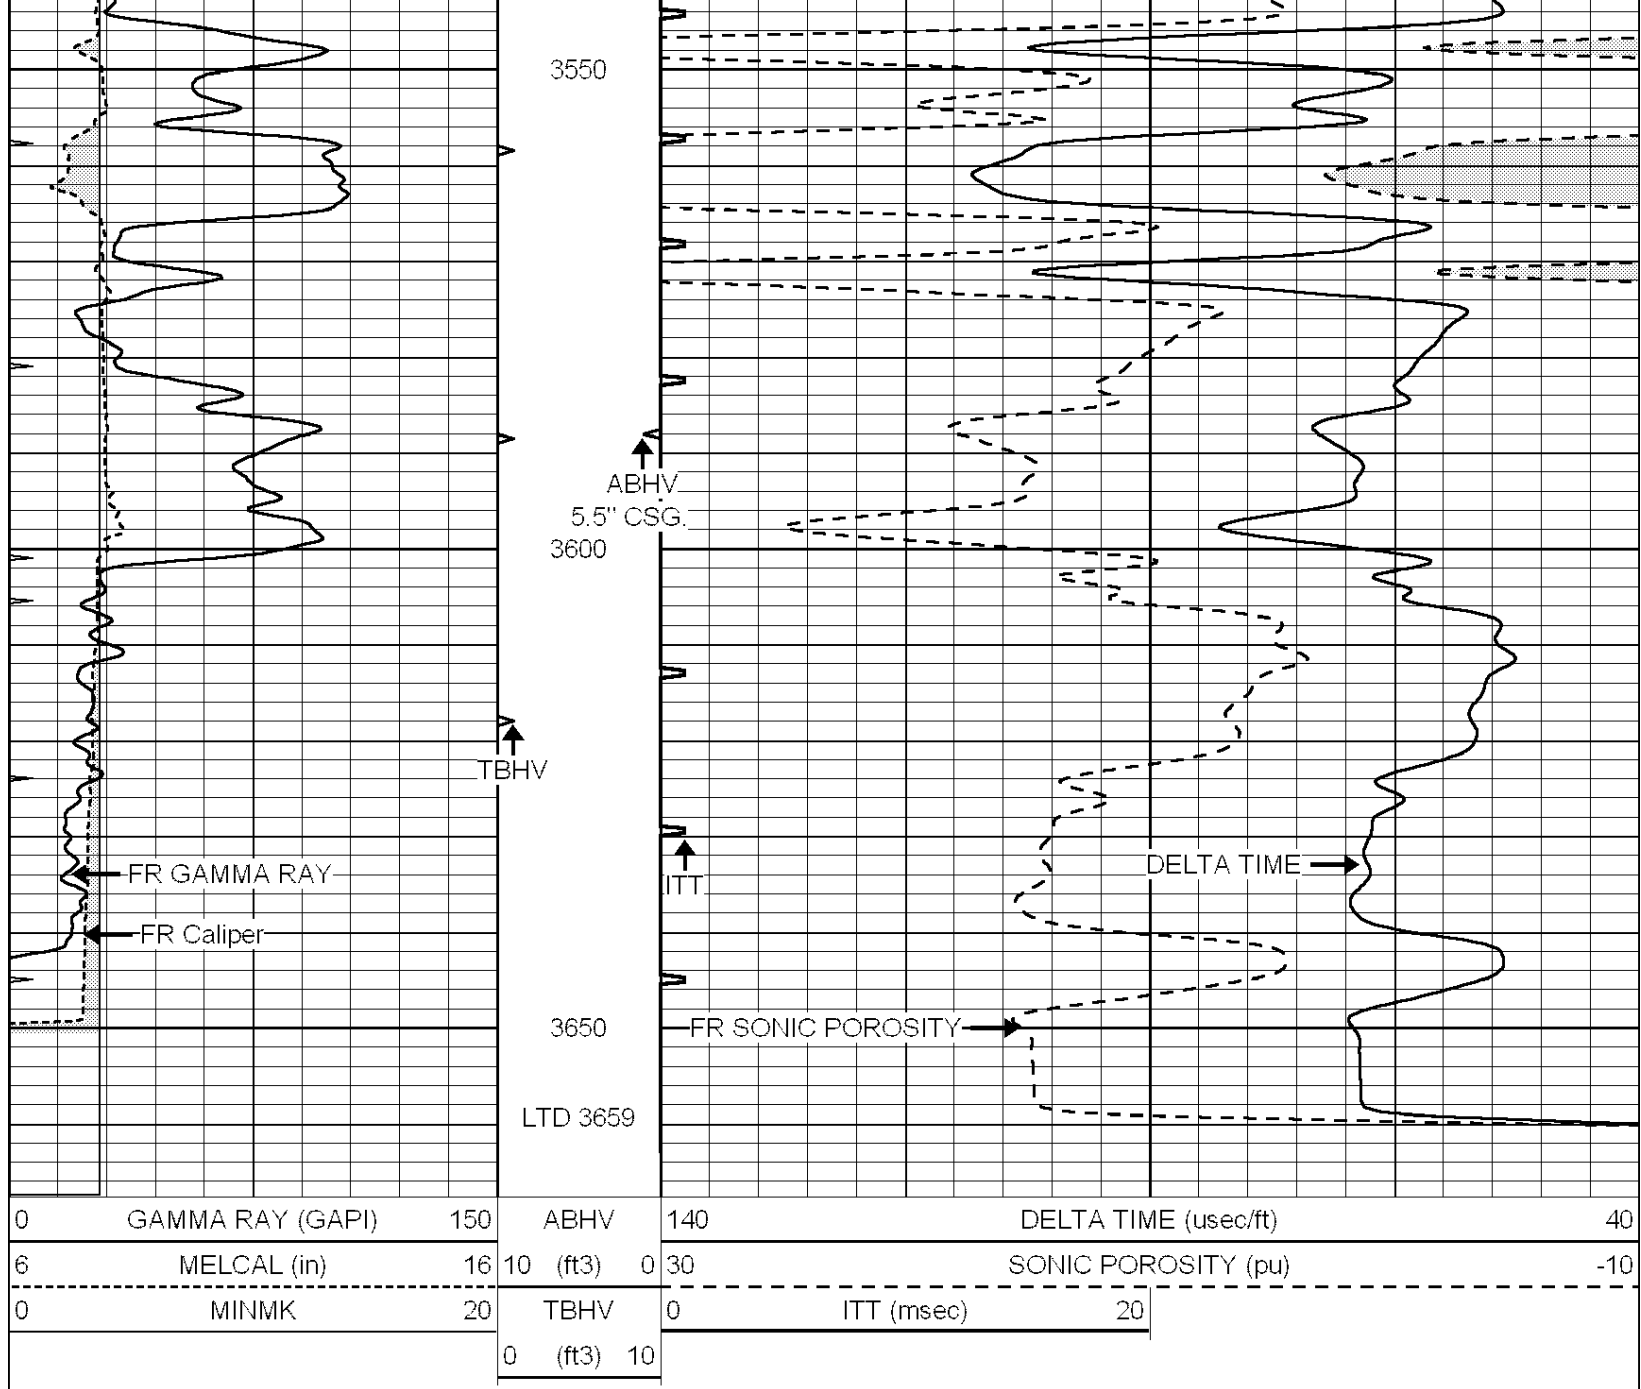 3550
ABHV
5.5" CSG.
3600
TBHV
FR GAMMA RAY
ITT
DELTA TIME
FR Caliper
3650
FR SONIC POROSITY
LTD 3659
0 GAMMA RAY (GAPI) 150 ABHV 140 DELTA TIME (usec/ft) 40
6 MELCAL (in) 16 10 (ft3) 0 30 SONIC POROSITY (pu) -10
0 MINMK 20 TBHV 0 ITT (msec) 20
0 (ft3) 10